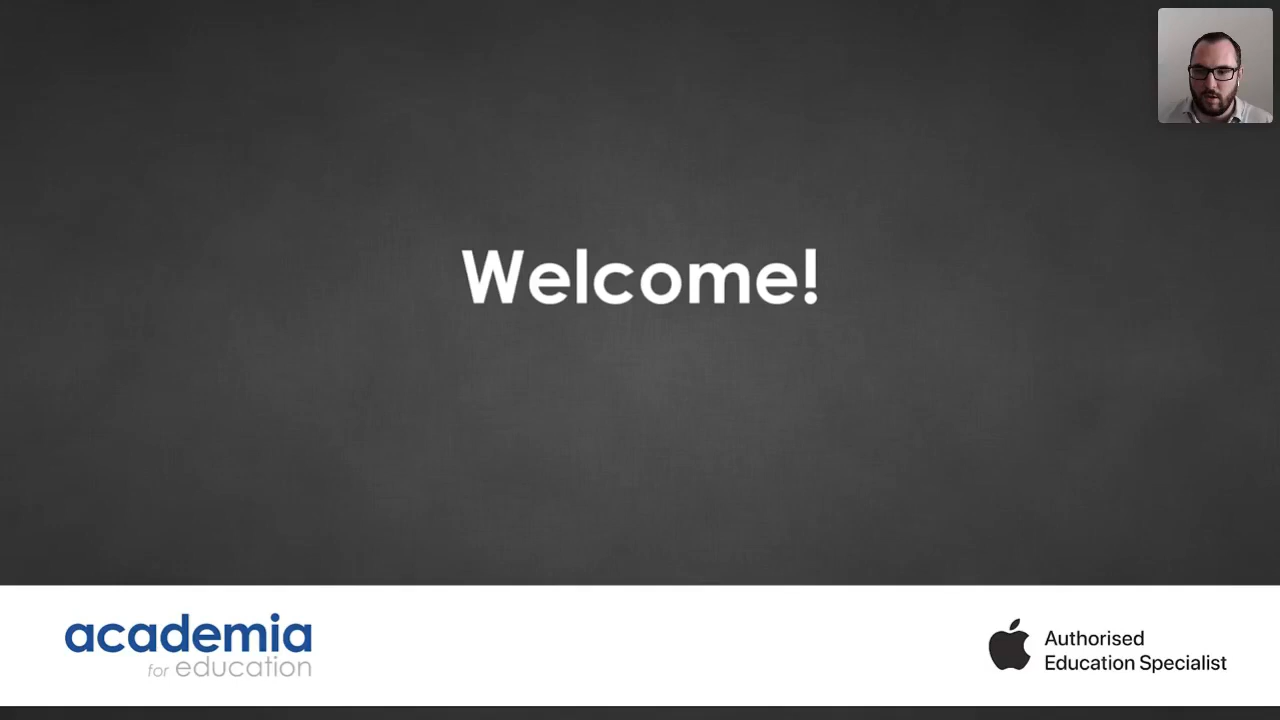 Welcome!
academia
for education
Authorised
Education Specialist